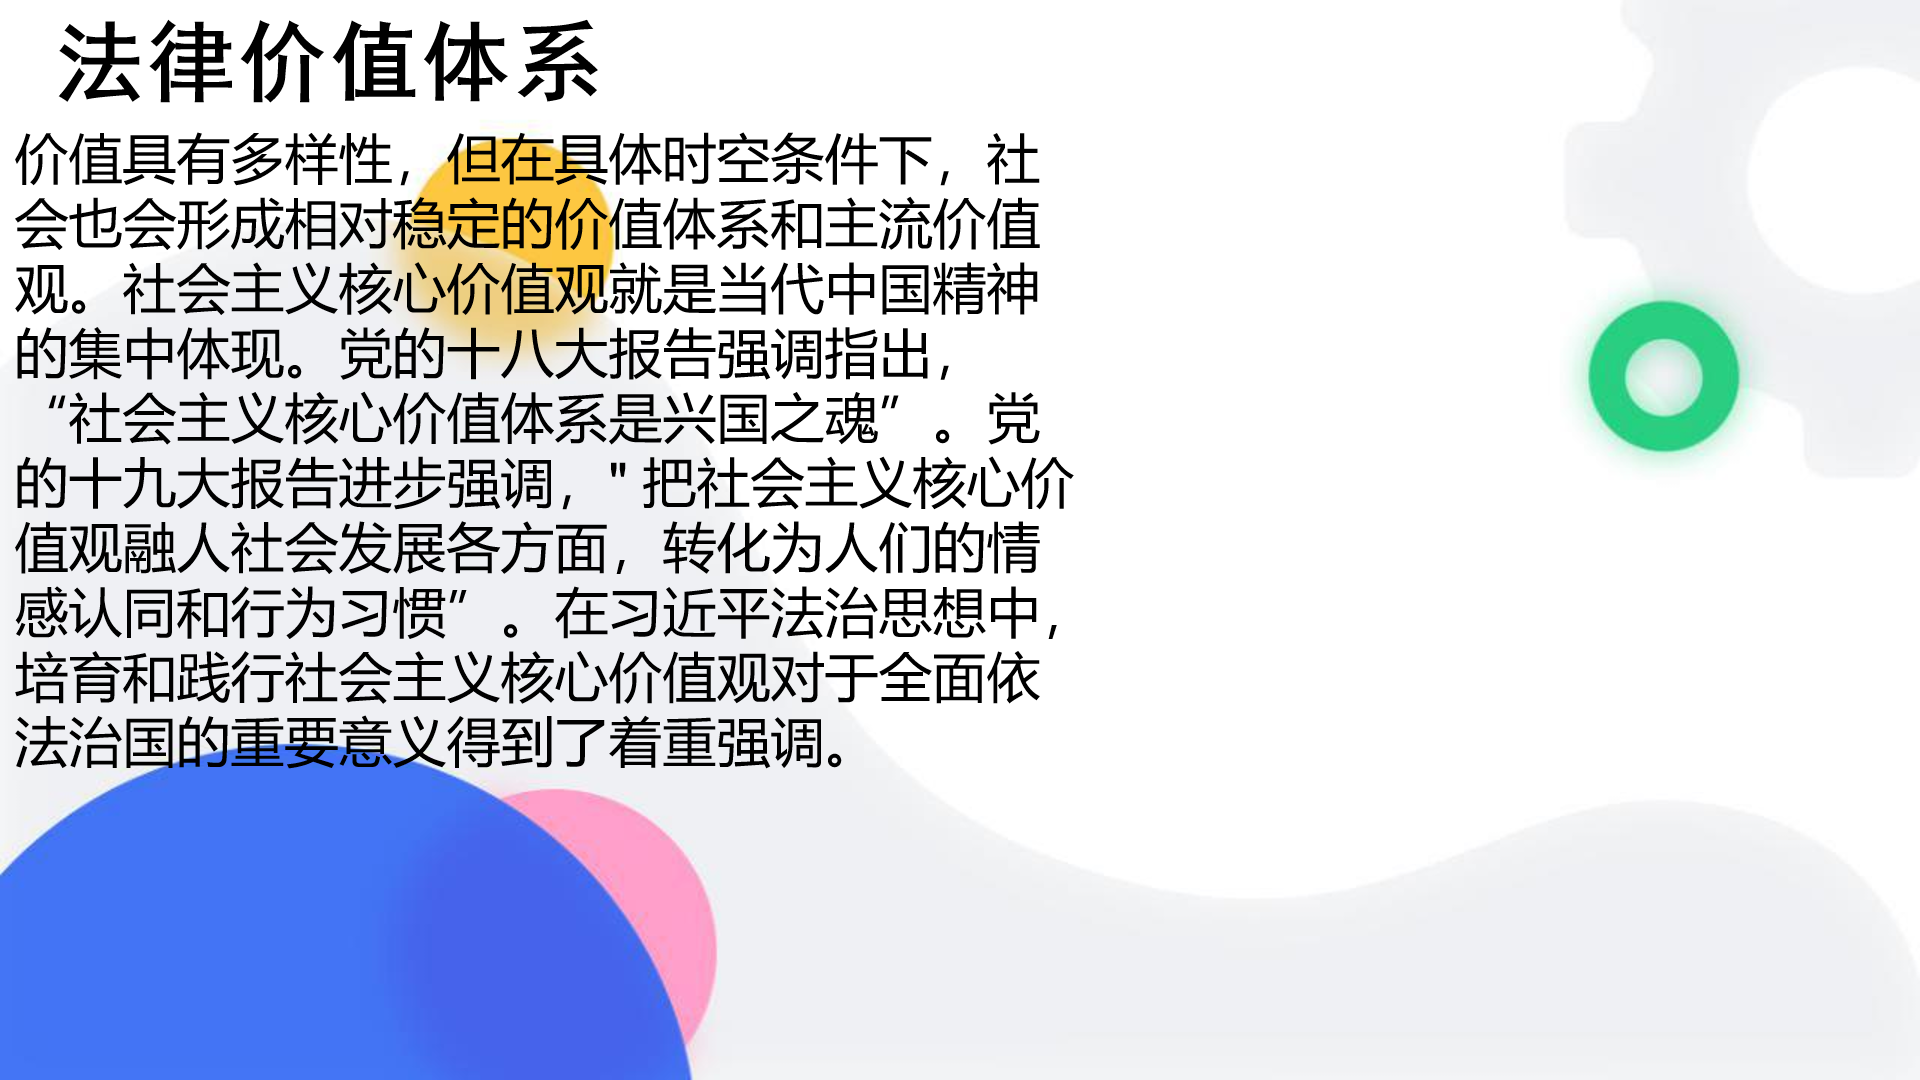 法律价值体系
价值具有多样性，但在具体时空条件下，社
会也会形成相对稳定的价值体系和主流价值
观。社会主义核心价值观就是当代中国精神
的集中体现。党的十八大报告强调指出，
“社会主义核心价值体系是兴国之魂”。党
的十九大报告进步强调，"把社会主义核心价
值观融人社会发展各方面，转化为人们的情
感认同和行为习惯”。在习近平法治思想中，
培育和践行社会主义核心价值观对于全面依
法治国的重要意义得到了着重强调。